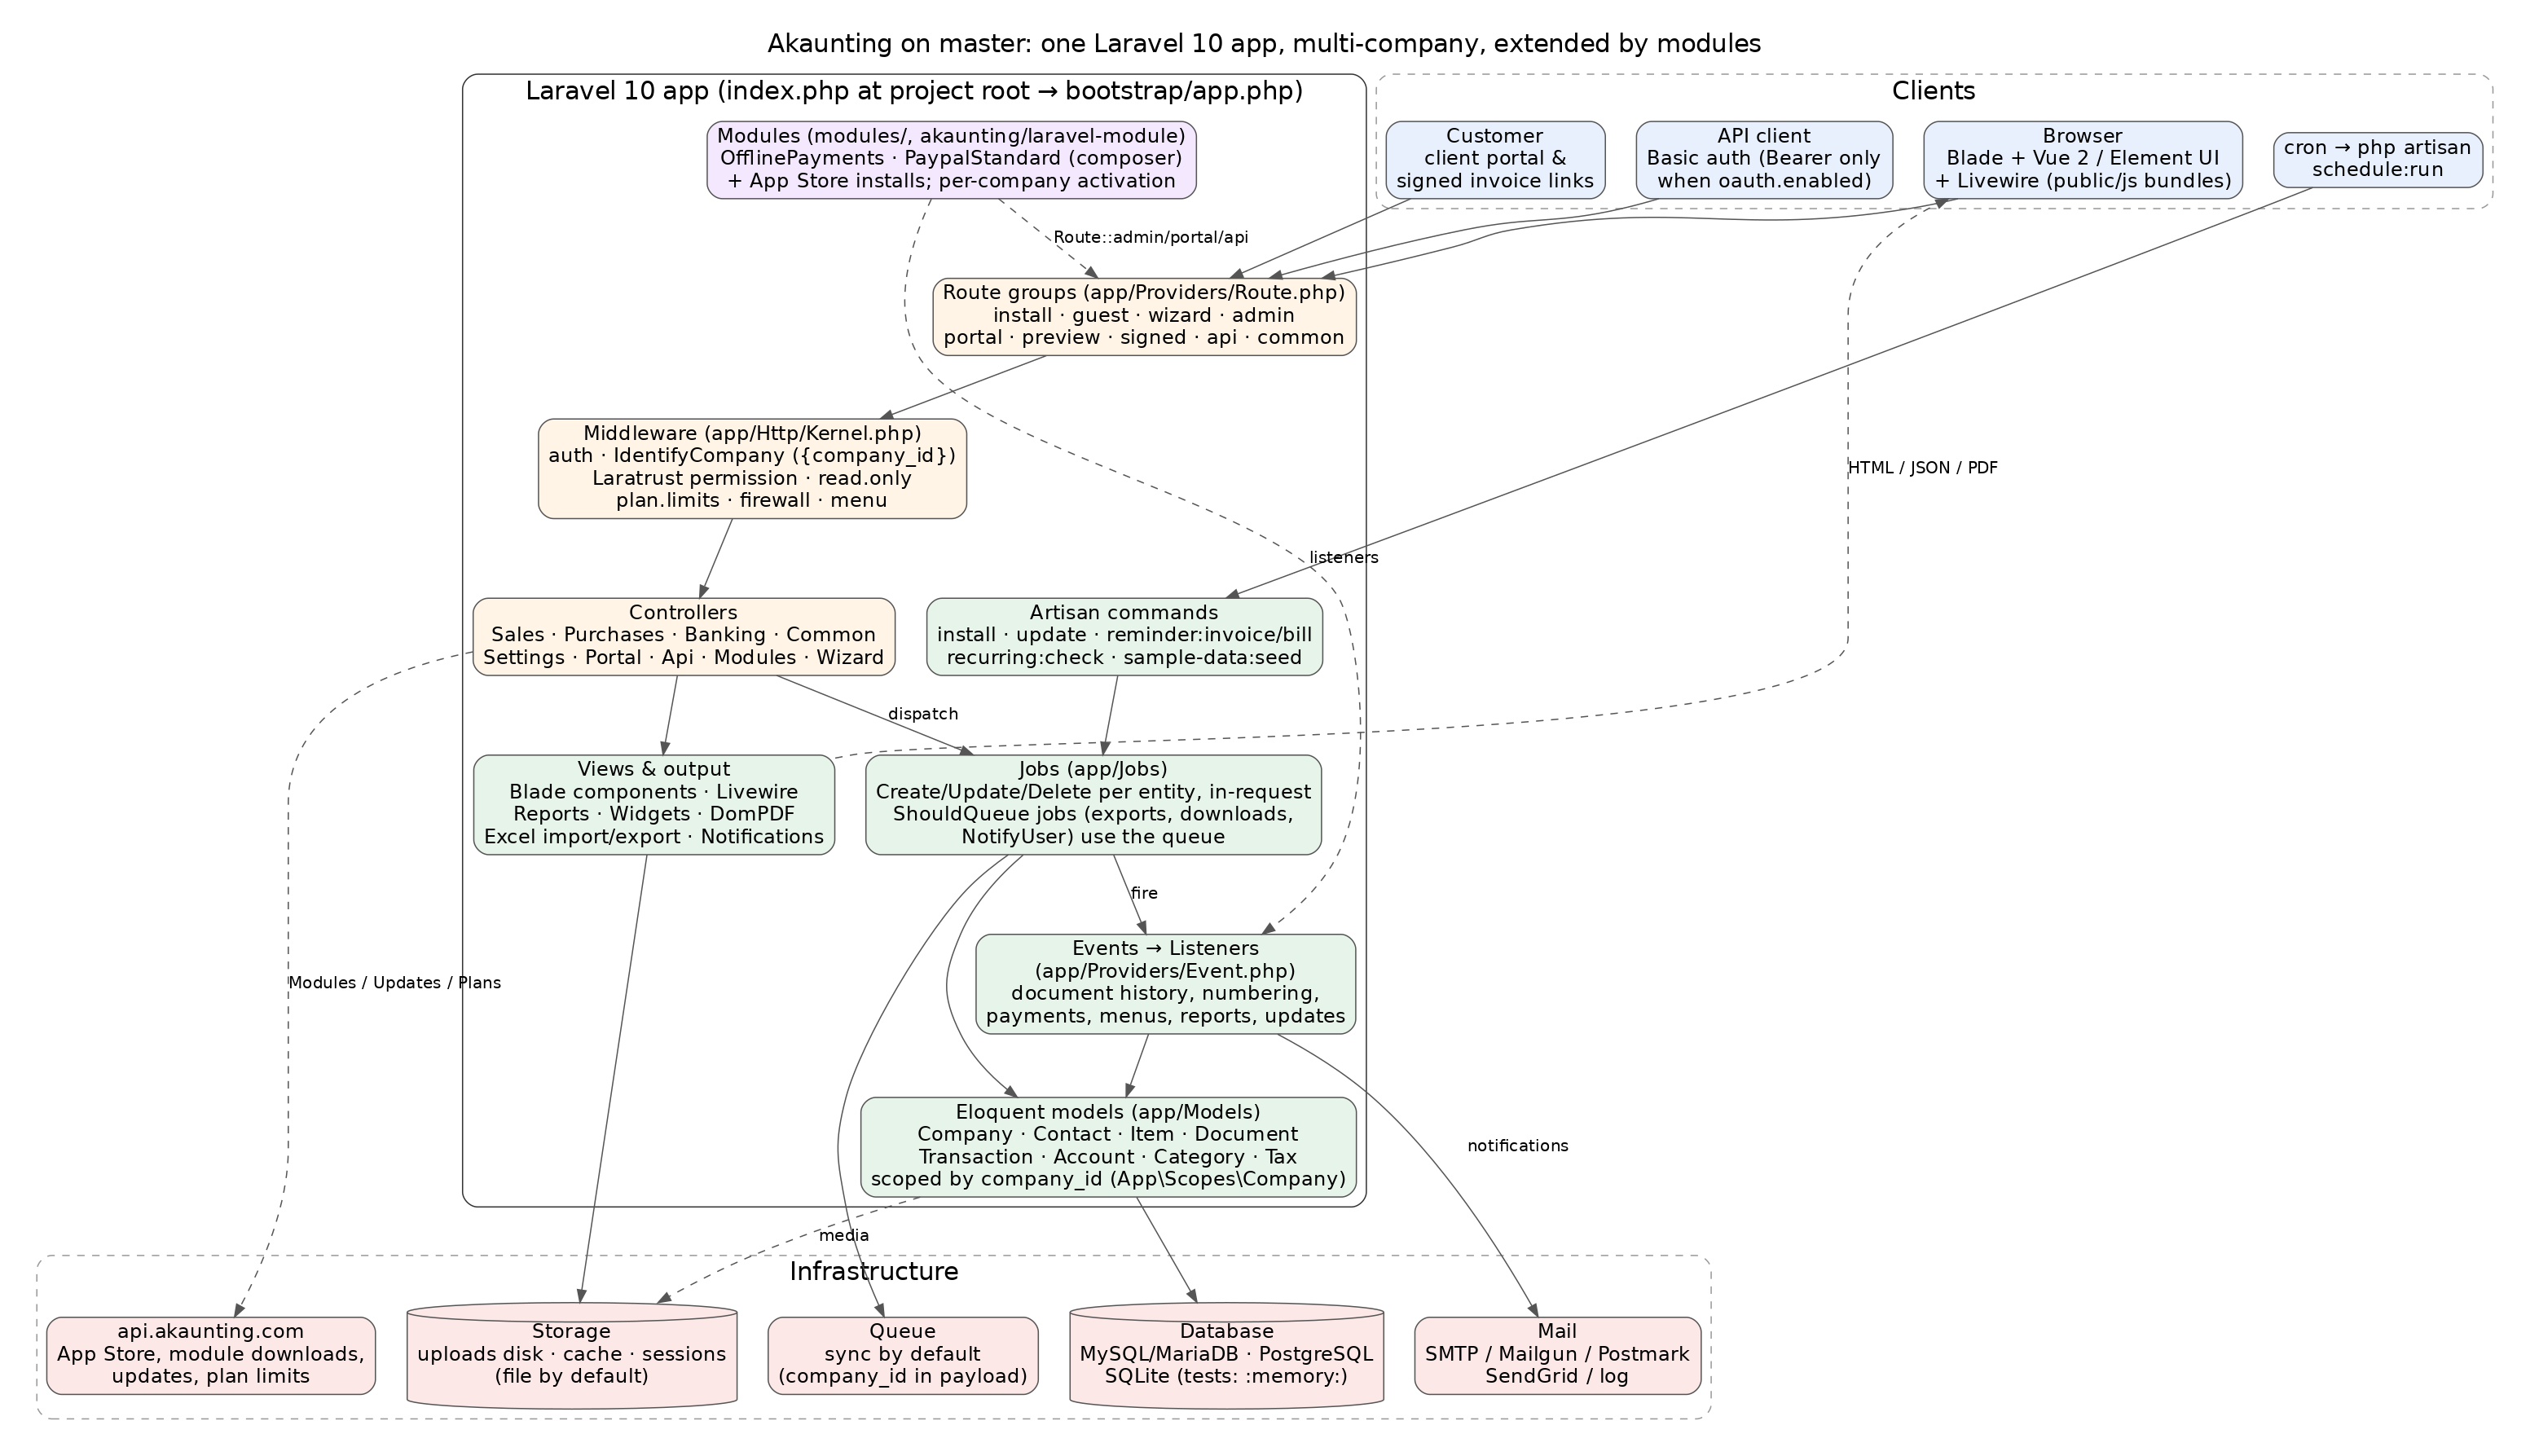 Akaunting on master: one Laravel 10 app, multi-company, extended by modules
Laravel 10 app (index.php at project root → bootstrap/app.php)
Clients
Modules (modules/, akaunting/laravel-module)
OfflinePayments · PaypalStandard (composer)
+ App Store installs; per-company activation
Customer
client portal &
signed invoice links
API client
Basic auth (Bearer only
when oauth.enabled)
Browser
Blade + Vue 2 / Element UI
+ Livewire (public/js bundles)
cron → php artisan
schedule:run
Route::admin/portal/api
Route groups (app/Providers/Route.php)
install · guest · wizard · admin
portal · preview · signed · api · common
Middleware (app/Http/Kernel.php)
auth · IdentifyCompany ({company_id})
Laratrust permission · read.only
plan.limits · firewall · menu
HTML / JSON / PDF
listeners
Controllers
Sales · Purchases · Banking · Common
Settings · Portal · Api · Modules · Wizard
Artisan commands
install · update · reminder:invoice/bill
recurring:check · sample-data:seed
dispatch
Views & output
Blade components · Livewire
Reports · Widgets · DomPDF
Excel import/export · Notifications
Jobs (app/Jobs)
Create/Update/Delete per entity, in-request
ShouldQueue jobs (exports, downloads,
NotifyUser) use the queue
fire
Events → Listeners
(app/Providers/Event.php)
document history, numbering,
payments, menus, reports, updates
Modules / Updates / Plans
Eloquent models (app/Models)
Company · Contact · Item · Document
Transaction · Account · Category · Tax
scoped by company_id (App\Scopes\Company)
notifications
media
Infrastructure
api.akaunting.com
App Store, module downloads,
updates, plan limits
Storage
uploads disk · cache · sessions
(file by default)
Queue
sync by default
(company_id in payload)
Database
MySQL/MariaDB · PostgreSQL
SQLite (tests: :memory:)
Mail
SMTP / Mailgun / Postmark
SendGrid / log